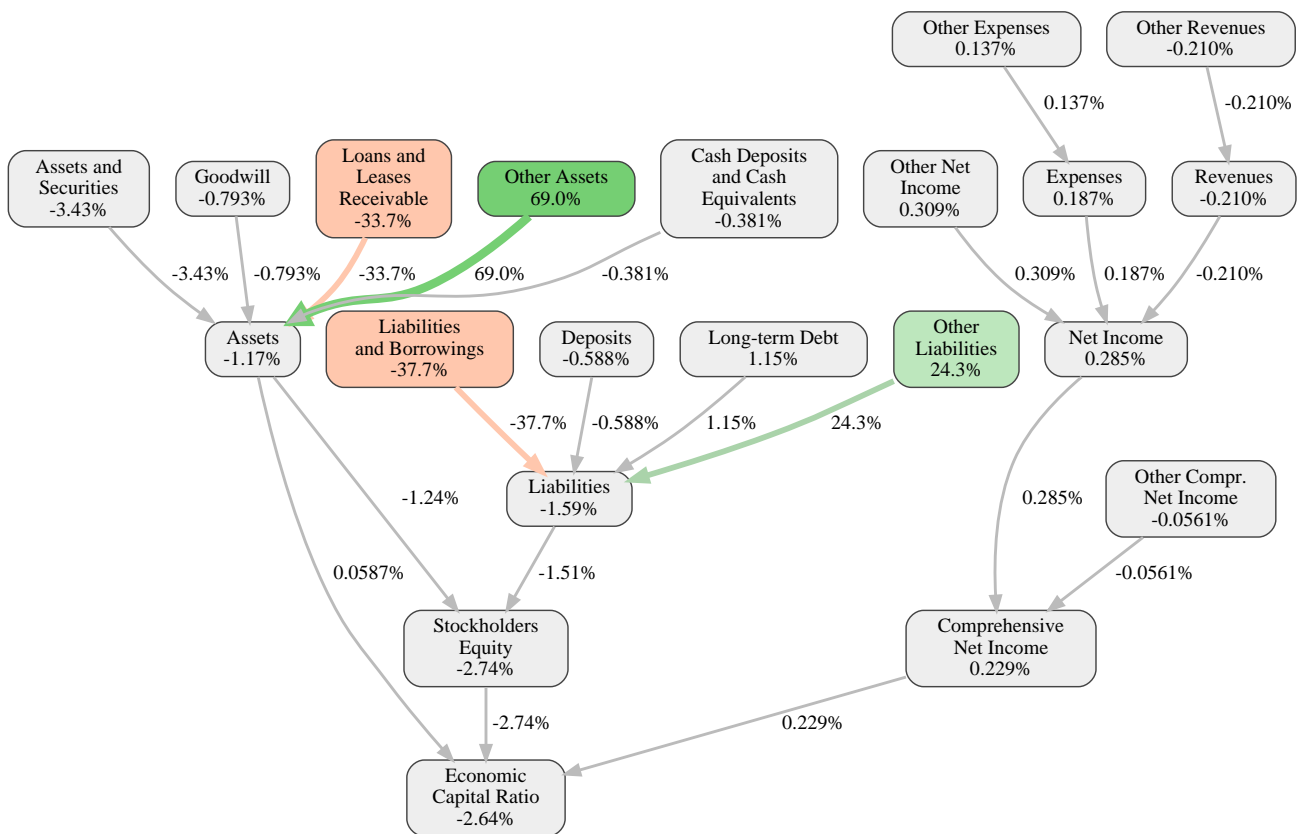 Other Expenses
0.137%
Other Revenues
-0.210%
0.137%
-0.210%
Assets and
Securities
-3.43%
Goodwill
-0.793%
Loans and
Leases
Receivable
-33.7%
Other Assets
69.0%
Cash Deposits
and Cash
Equivalents
-0.381%
Other Net
Income
0.309%
Expenses
0.187%
Revenues
-0.210%
-3.43%
-0.793%
-33.7%
69.0%
-0.381%
0.309%
0.187%
-0.210%
Assets
-1.17%
Liabilities
and Borrowings
-37.7%
Deposits
-0.588%
Long-term Debt
1.15%
Other
Liabilities
24.3%
Net Income
0.285%
-37.7%
-0.588%
1.15%
24.3%
Liabilities
-1.59%
-1.24%
0.285%
Other Compr.
Net Income
-0.0561%
0.0587%
-1.51%
-0.0561%
Stockholders
Equity
-2.74%
Comprehensive
Net Income
0.229%
-2.74%
0.229%
Economic
Capital Ratio
-2.64%